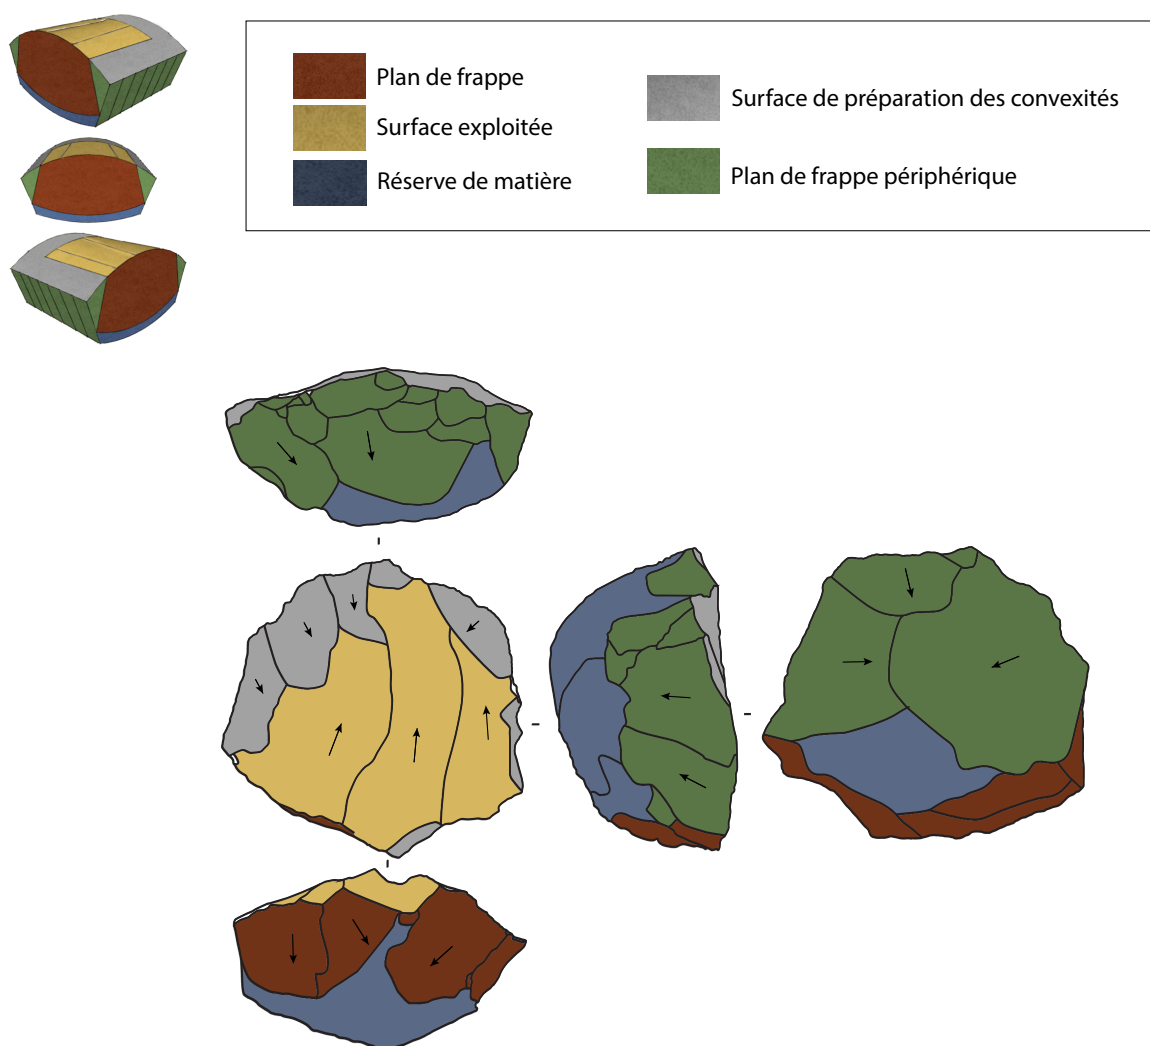 Plan de frappe
Surface exploitée
Réserve de matière
Surface de préparation des convexités
Plan de frappe périphérique